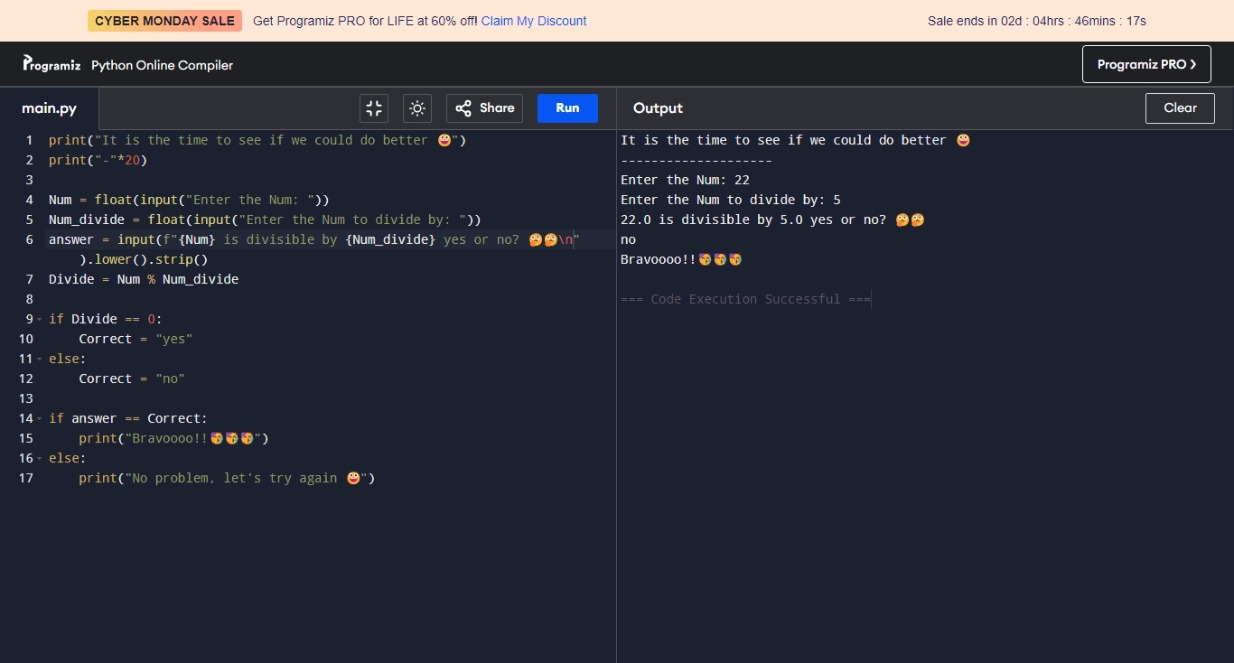 CYBER MONDAY SALE Get Programiz PRO for LIFE at 60% off! Claim My Discount Sale ends in 02d : 04hrs : 46mins : 17s
Programiz Python Online Compiler Programiz PRO >
main.py Share Run
1 print("It is the time to see if we could do better 😀")
2 print("-"*20)
3
4 Num = float(input("Enter the Num: "))
5 Num_divide = float(input("Enter the Num to divide by: "))
6 answer = input(f"{Num} is divisible by {Num_divide} yes or no? 🤔🤔\n"
).lower().strip()
7 Divide = Num % Num_divide
8
9 if Divide == 0:
10 Correct = "yes"
11 else:
12 Correct = "no"
13
14 if answer == Correct:
15 print("Bravoooo!!🥳🥳🥳")
16 else:
17 print("No problem, let's try again 😀")
Output Clear
It is the time to see if we could do better 😀
--------------------
Enter the Num: 22
Enter the Num to divide by: 5
22.0 is divisible by 5.0 yes or no? 🤔🤔
no
Bravoooo!!🥳🥳🥳
=== Code Execution Successful ===